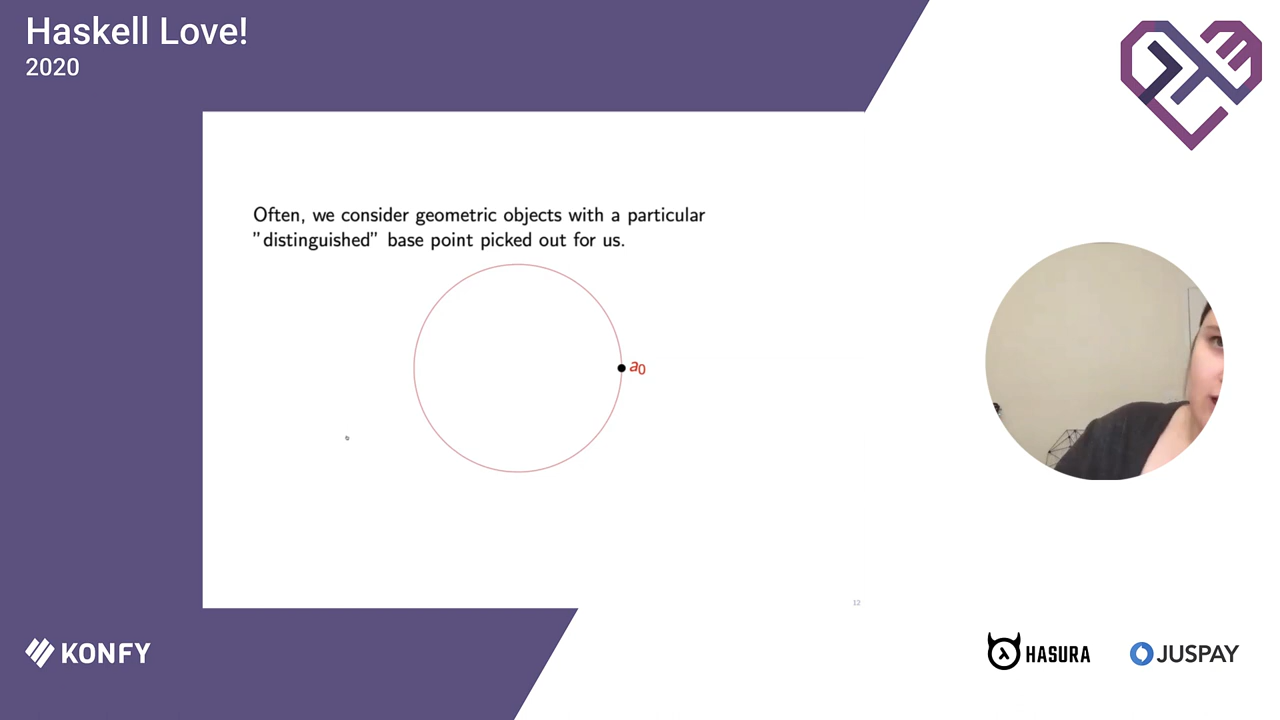 Haskell Love!
2020
Often, we consider geometric objects with a particular
"distinguished" base point picked out for us.
a0
12
KONFY
HASURA
JUSPAY